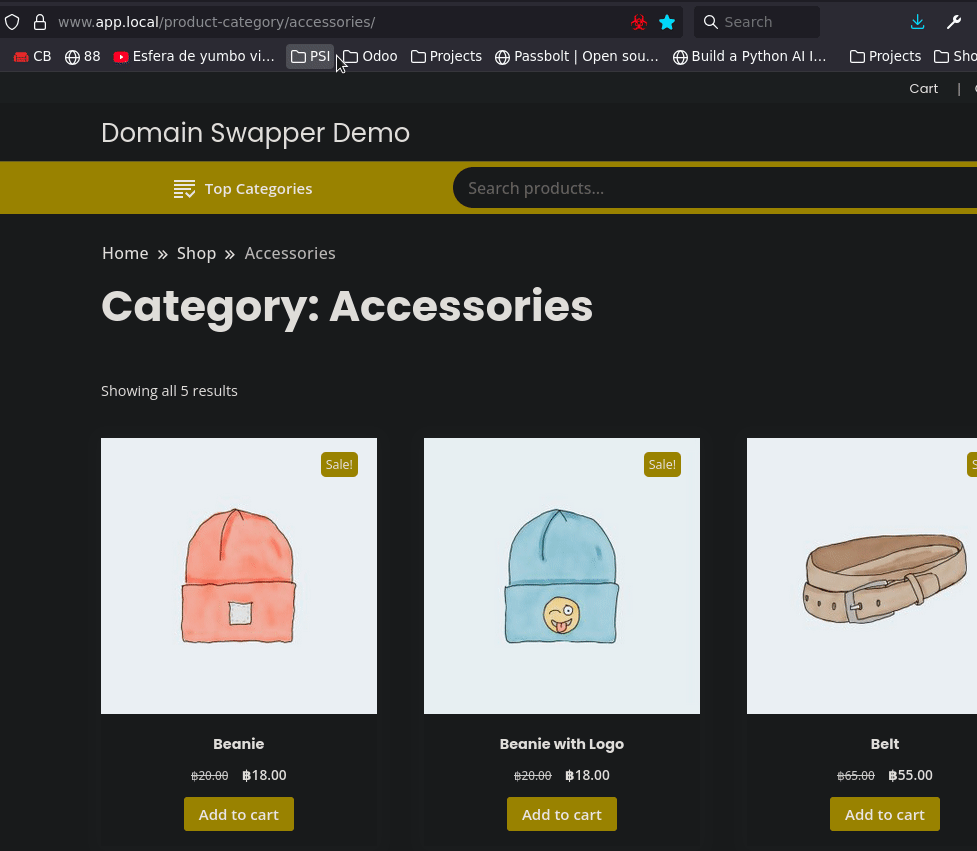 www.app.local/product-category/accessories/
Search
CB 88 Esfera de yumbo vi... PSI Odoo Projects Passbolt | Open sou... Build a Python AI I... Projects Sho
Cart |
Domain Swapper Demo
Top Categories
Search products...
Home » Shop » Accessories
Category: Accessories
Showing all 5 results
Sale! Sale! S
Beanie Beanie with Logo Belt
฿20.00 ฿18.00 ฿20.00 ฿18.00 ฿65.00 ฿55.00
Add to cart Add to cart Add to cart